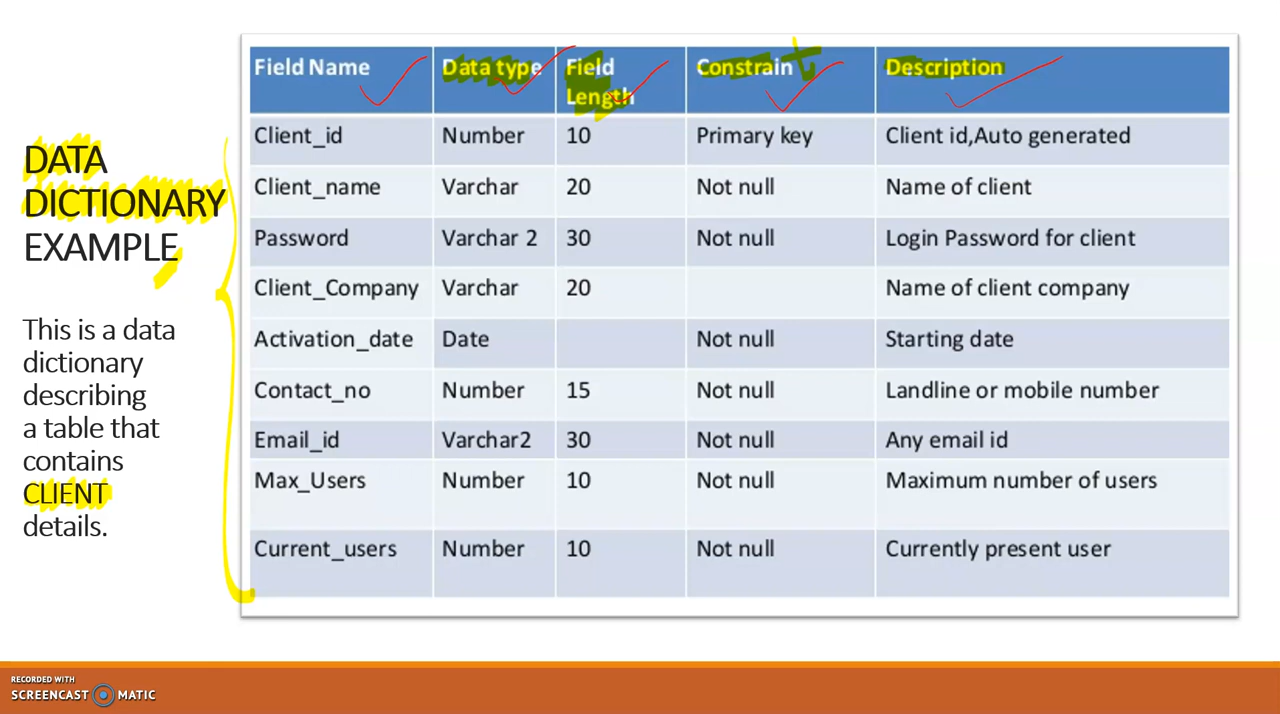 DATA
DICTIONARY
EXAMPLE
This is a data
dictionary
describing
a table that
contains
CLIENT
details.
Field Name Data type Field Length Constraint Description
Client_id Number 10 Primary key Client id,Auto generated
Client_name Varchar 20 Not null Name of client
Password Varchar 2 30 Not null Login Password for client
Client_Company Varchar 20 Name of client company
Activation_date Date Not null Starting date
Contact_no Number 15 Not null Landline or mobile number
Email_id Varchar2 30 Not null Any email id
Max_Users Number 10 Not null Maximum number of users
Current_users Number 10 Not null Currently present user
RECORDED WITH
SCREENCAST MATIC